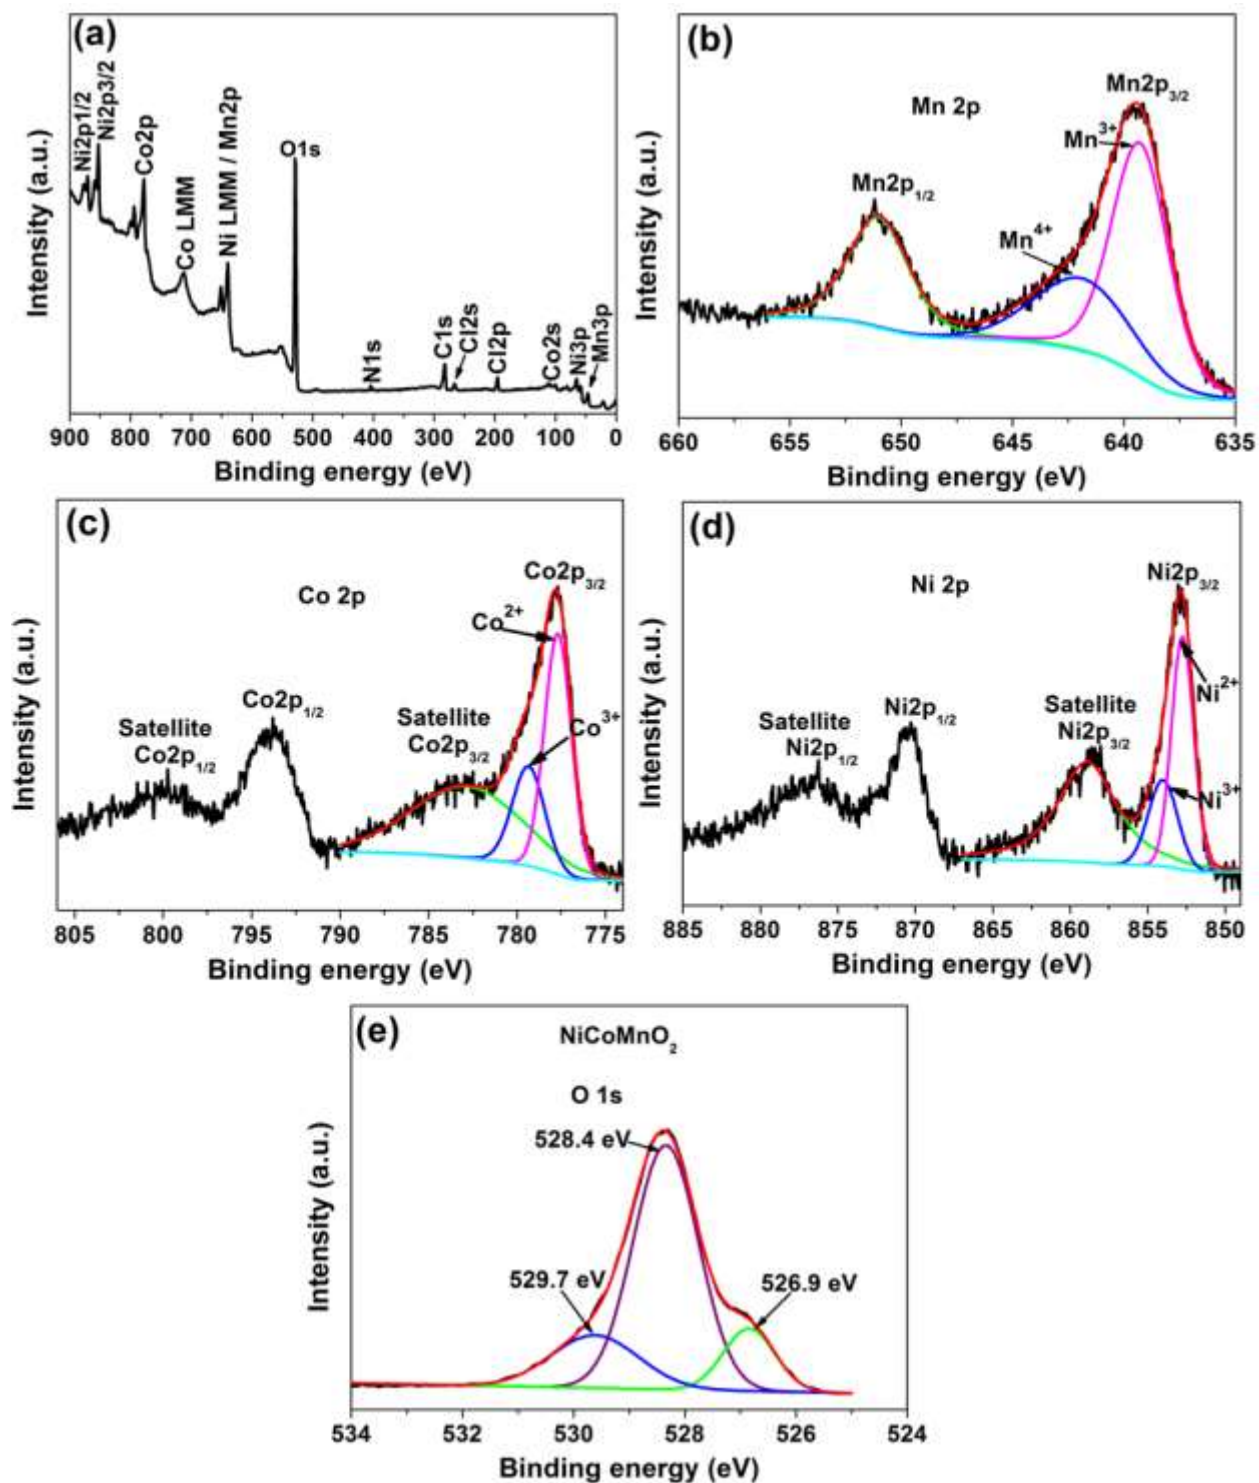 (a)
Ni2p1/2
Ni2p3/2
Co2p
Co LMM
Ni LMM / Mn2p
O1s
N1s
C1s
Cl2s
Cl2p
Co2s
Ni3p
Mn3p
Intensity (a.u.)
900 800 700 600 500 400 300 200 100 0
Binding energy (eV)
(b)
Mn 2p
Mn2p3/2
Mn3+
Mn2p1/2
Mn4+
Intensity (a.u.)
660 655 650 645 640 635
Binding energy (eV)
(c)
Co 2p
Co2p3/2
Co2+
Co2p1/2
Satellite
Co2p1/2
Satellite
Co2p3/2
Co3+
Intensity (a.u.)
805 800 795 790 785 780 775
Binding energy (eV)
(d)
Ni 2p
Ni2p3/2
Ni2+
Ni2p1/2
Satellite
Ni2p1/2
Satellite
Ni2p3/2
Ni3+
Intensity (a.u.)
885 880 875 870 865 860 855 850
Binding energy (eV)
(e)
NiCoMnO2
O 1s
528.4 eV
529.7 eV
526.9 eV
Intensity (a.u.)
534 532 530 528 526 524
Binding energy (eV)